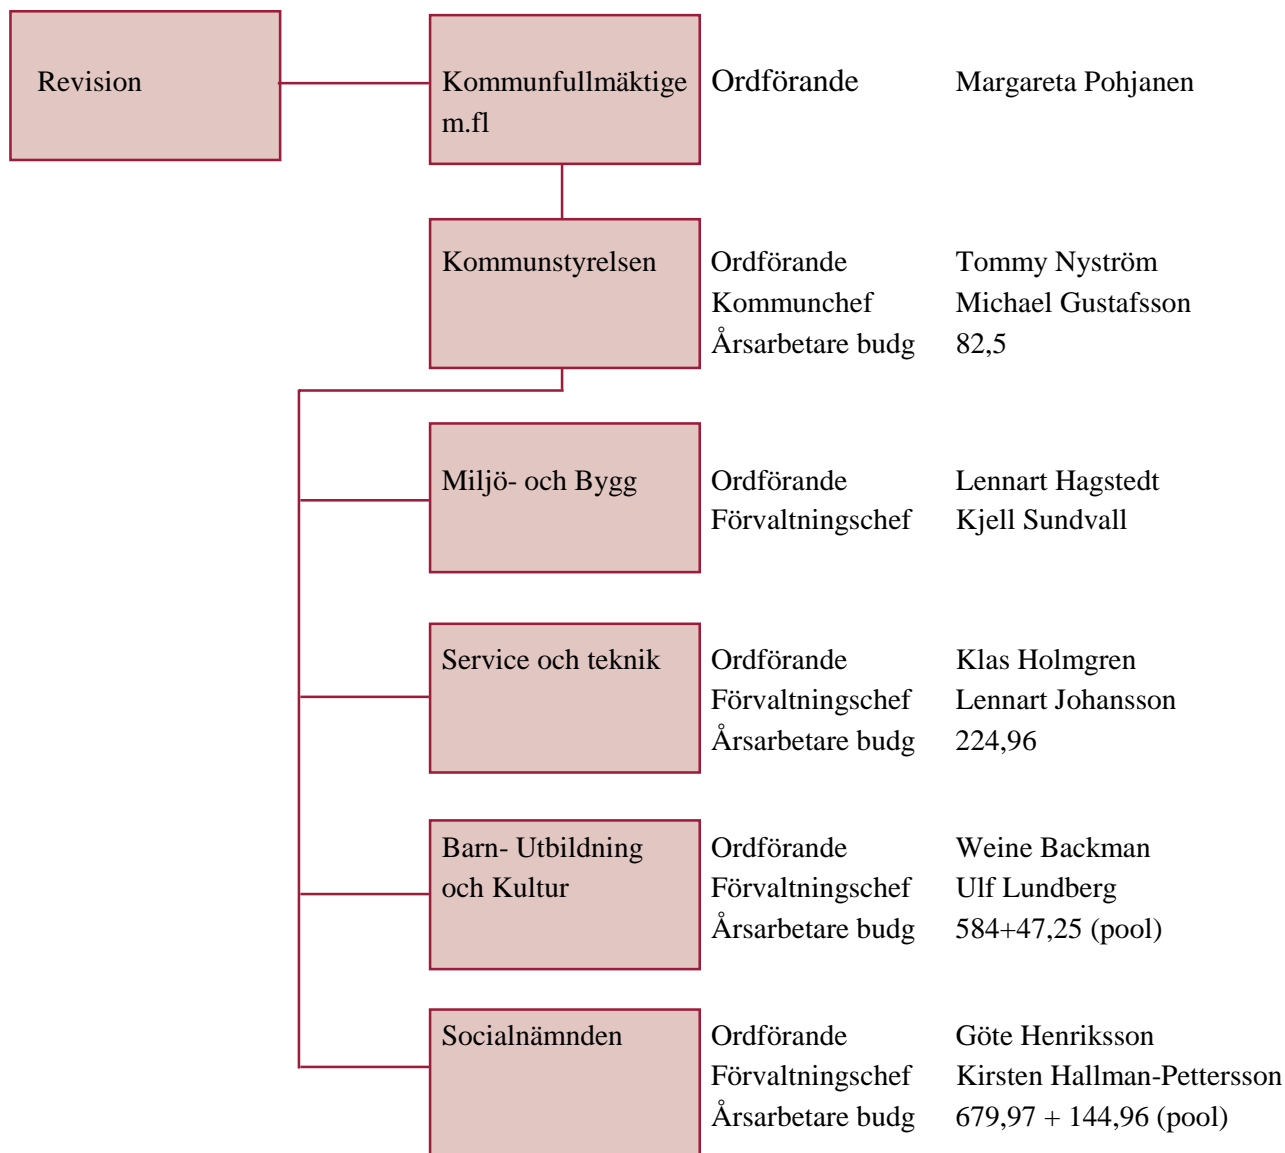 Revision
Kommunfullmäktige
m.fl
Ordförande Margareta Pohjanen
Kommunstyrelsen
Ordförande Tommy Nyström
Kommunchef Michael Gustafsson
Årsarbetare budg 82,5
Miljö- och Bygg
Ordförande Lennart Hagstedt
Förvaltningschef Kjell Sundvall
Service och teknik
Ordförande Klas Holmgren
Förvaltningschef Lennart Johansson
Årsarbetare budg 224,96
Barn- Utbildning
och Kultur
Ordförande Weine Backman
Förvaltningschef Ulf Lundberg
Årsarbetare budg 584+47,25 (pool)
Socialnämnden
Ordförande Göte Henriksson
Förvaltningschef Kirsten Hallman-Pettersson
Årsarbetare budg 679,97 + 144,96 (pool)